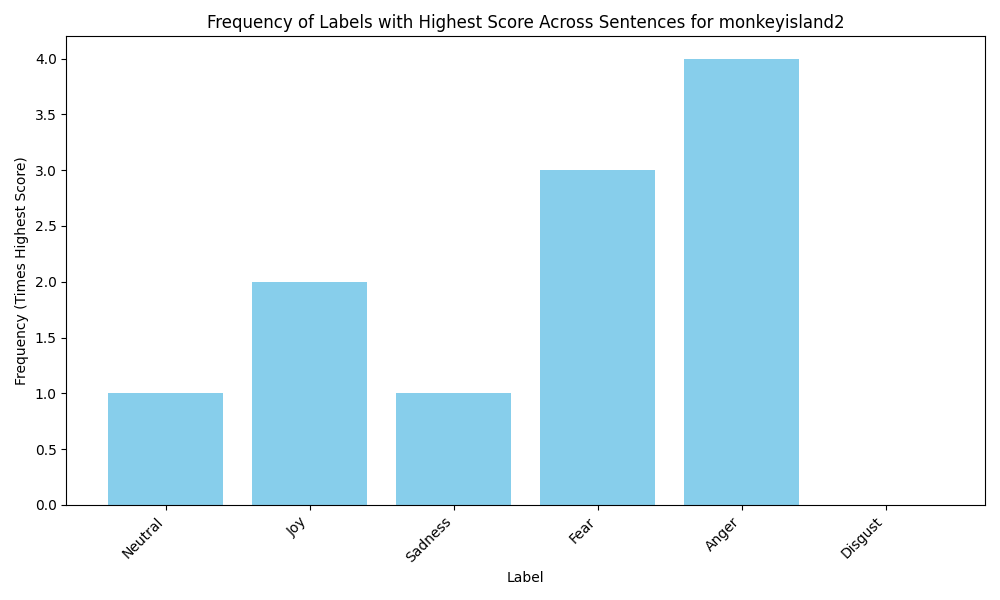 Frequency of Labels with Highest Score Across Sentences for monkeyisland2
Frequency (Times Highest Score)
4.0
3.5
3.0
2.5
2.0
1.5
1.0
0.5
0.0
Neutral
Joy
Sadness
Fear
Anger
Disgust
Label